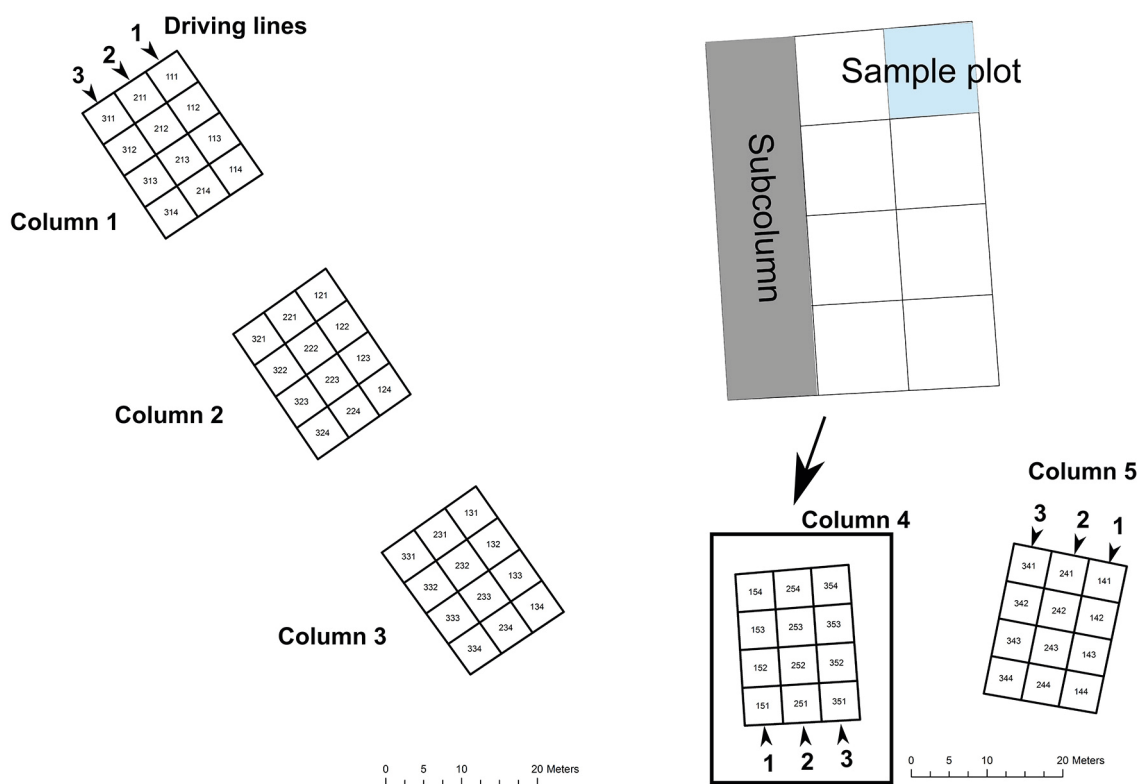 Driving lines
1
2
3
111
211
311
112
212
312
113
213
313
114
214
314
Column 1
121
221
321
122
222
322
123
223
323
124
224
324
Column 2
131
231
331
132
232
332
133
233
333
134
234
334
Column 3
0 5 10 20 Meters
Sample plot
Subcolumn
Column 4
154 254 354
153 253 353
152 252 352
151 251 351
1 2 3
Column 5
3 2 1
341 241 141
342 242 142
343 243 143
344 244 144
0 5 10 20 Meters